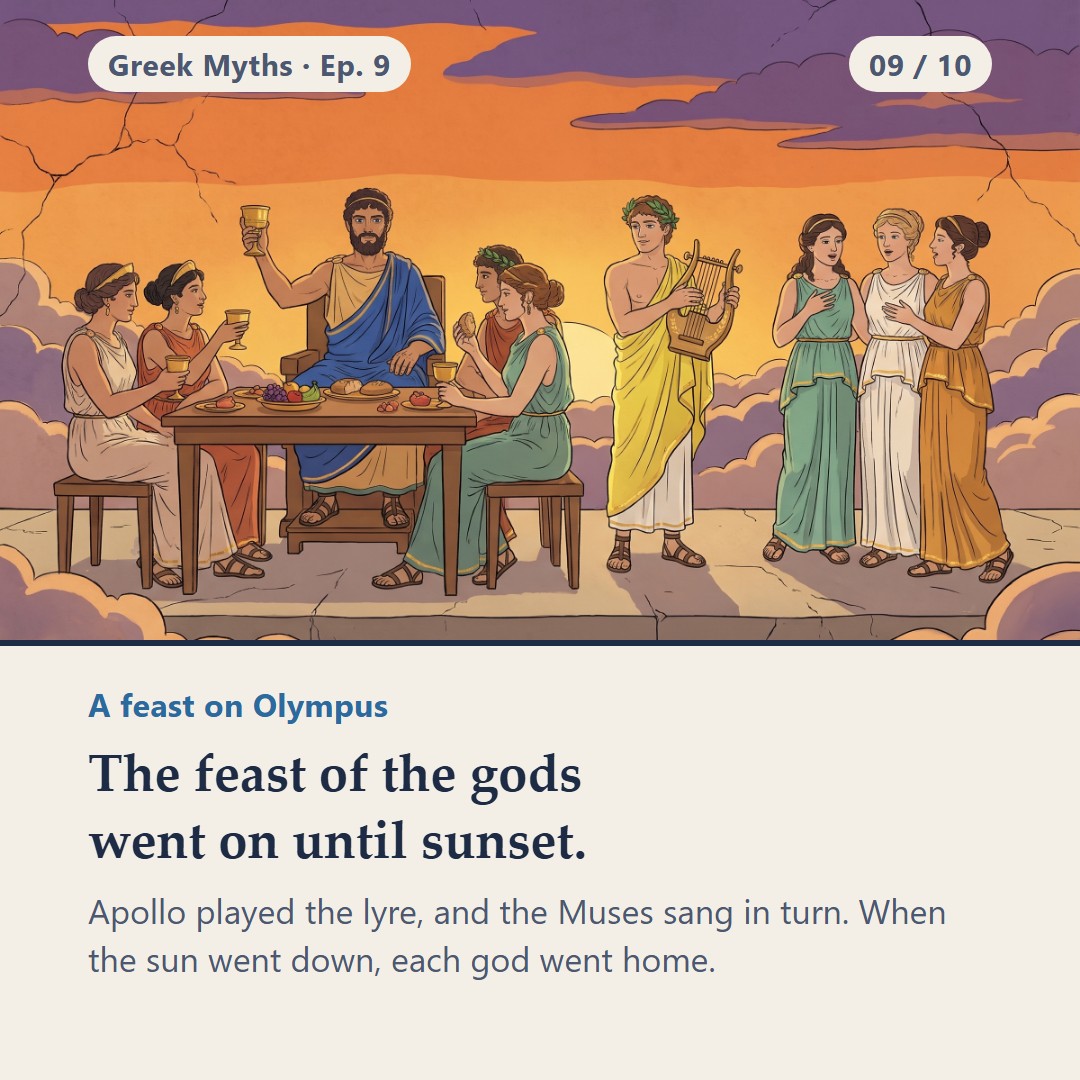 Greek Myths · Ep. 9
09 / 10
A feast on Olympus
The feast of the gods
went on until sunset.
Apollo played the lyre, and the Muses sang in turn. When
the sun went down, each god went home.